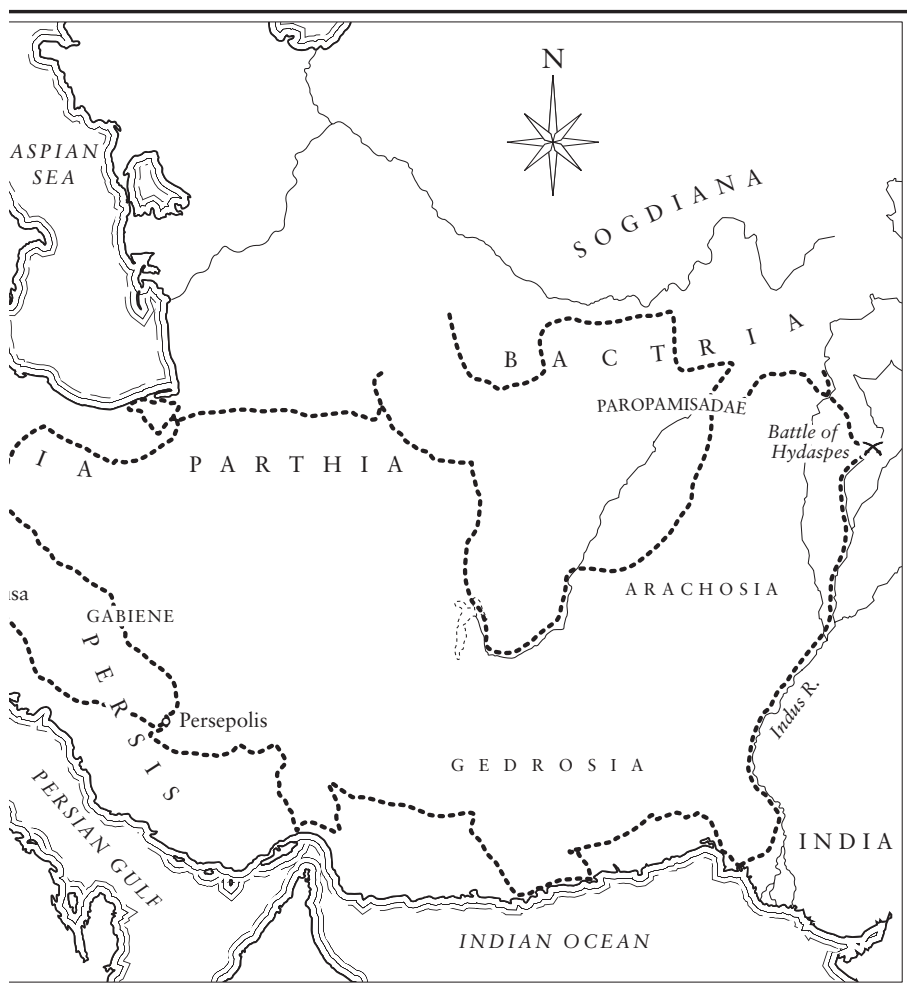 N
ASPIAN
SEA
SOGDIANA
BACTRIA
PAROPAMISADAE
Battle of
Hydaspes
IA
PARTHIA
ARACHOSIA
usa
GABIENE
PERSIS
Persepolis
Indus R.
GEDROSIA
PERSIAN GULF
INDIA
INDIAN OCEAN